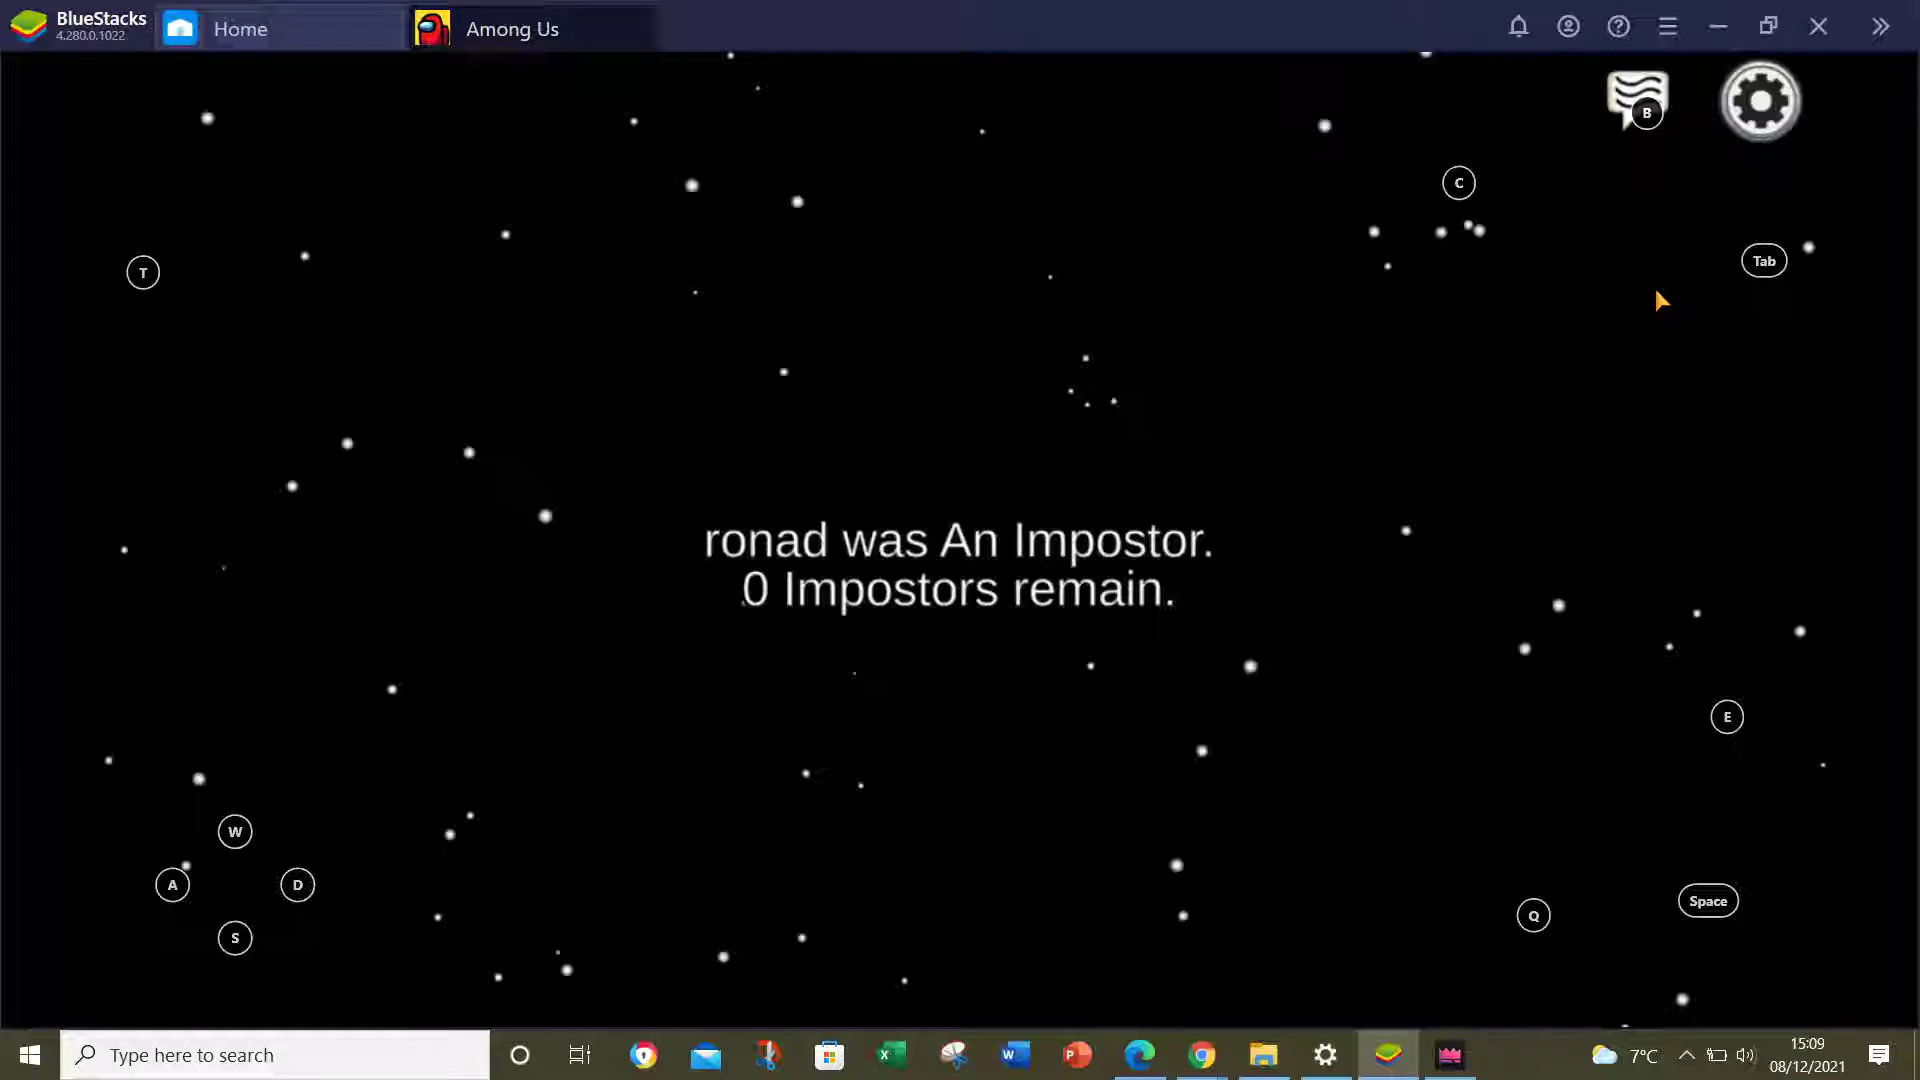 BlueStacks
4.280.0.1022
Home
Among Us
B
C
T
Tab
ronad was An Impostor.
0 Impostors remain.
E
W
A
D
S
Q
Space
Type here to search
7°C
15:09
08/12/2021